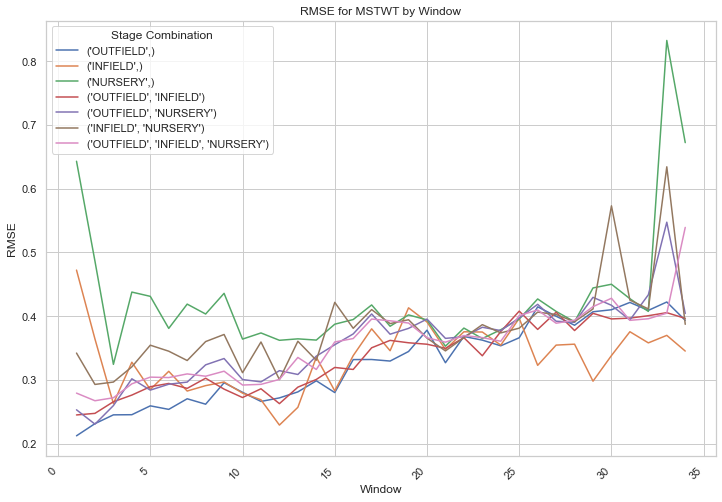 RMSE for MSTWT by Window
Stage Combination
('OUTFIELD',)
('INFIELD',)
('NURSERY',)
('OUTFIELD', 'INFIELD')
('OUTFIELD', 'NURSERY')
('INFIELD', 'NURSERY')
('OUTFIELD', 'INFIELD', 'NURSERY')
RMSE
0.8
0.7
0.6
0.5
0.4
0.3
0.2
0
5
10
15
20
25
30
35
Window